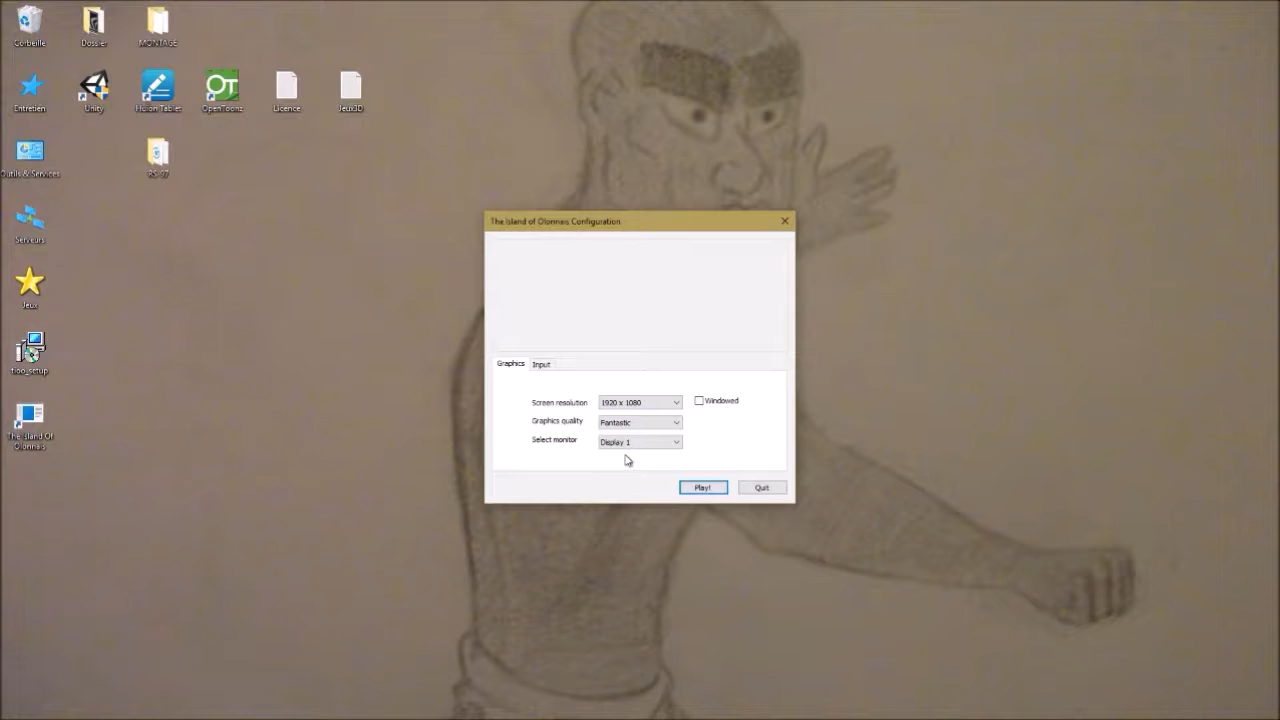 Corbeille
Dossier
MONTAGE
Entretien
Unity
Huion Tablet
OpenToonz
Licence
Jeux3D
Outils & Services
RS-97
Serveurs
Jeux
tioo_setup
The Island Of
Olonnais
The Island of Olonnais Configuration
Graphics
Input
Screen resolution
1920 x 1080
Windowed
Graphics quality
Fantastic
Select monitor
Display 1
Play!
Quit